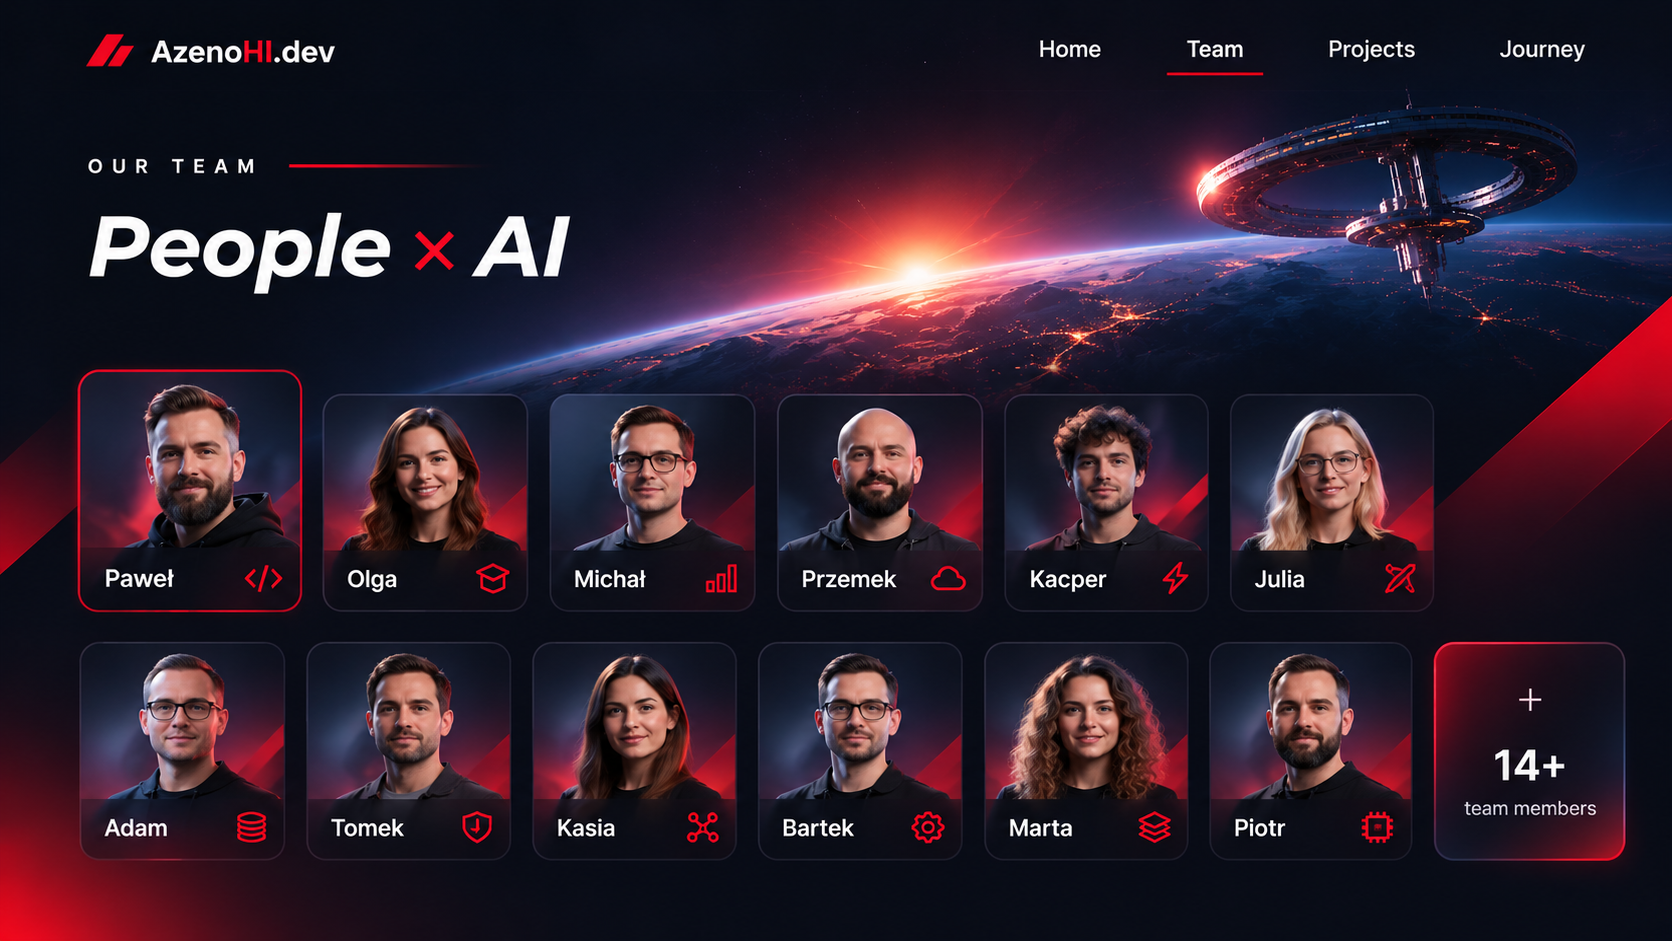 AzenoHI.dev
Home
Team
Projects
Journey
OUR TEAM
People × AI
Paweł
Olga
Michał
Przemek
Kacper
Julia
Adam
Tomek
Kasia
Bartek
Marta
Piotr
+
14+
team members